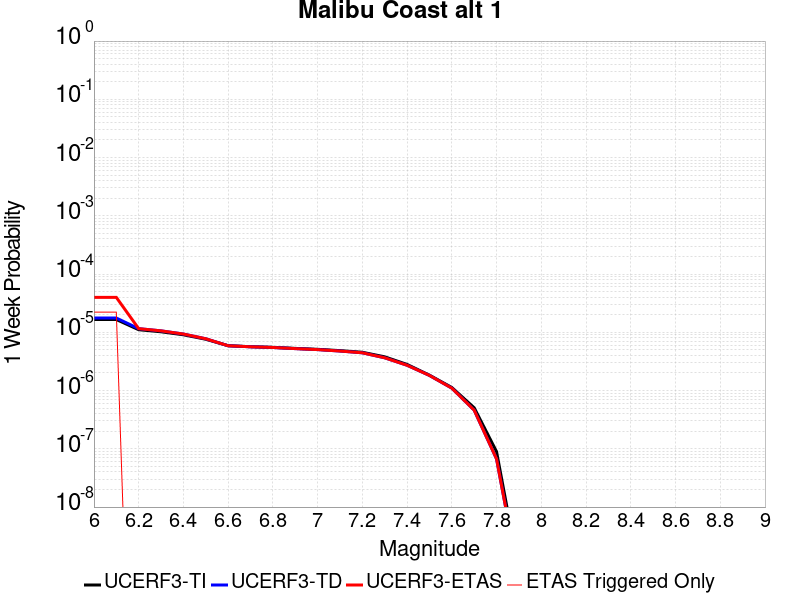 Malibu Coast alt 1
10^0
10^-1
10^-2
10^-3
10^-4
10^-5
10^-6
10^-7
10^-8
1 Week Probability
6 6.2 6.4 6.6 6.8 7 7.2 7.4 7.6 7.8 8 8.2 8.4 8.6 8.8 9
Magnitude
UCERF3-TI UCERF3-TD UCERF3-ETAS ETAS Triggered Only